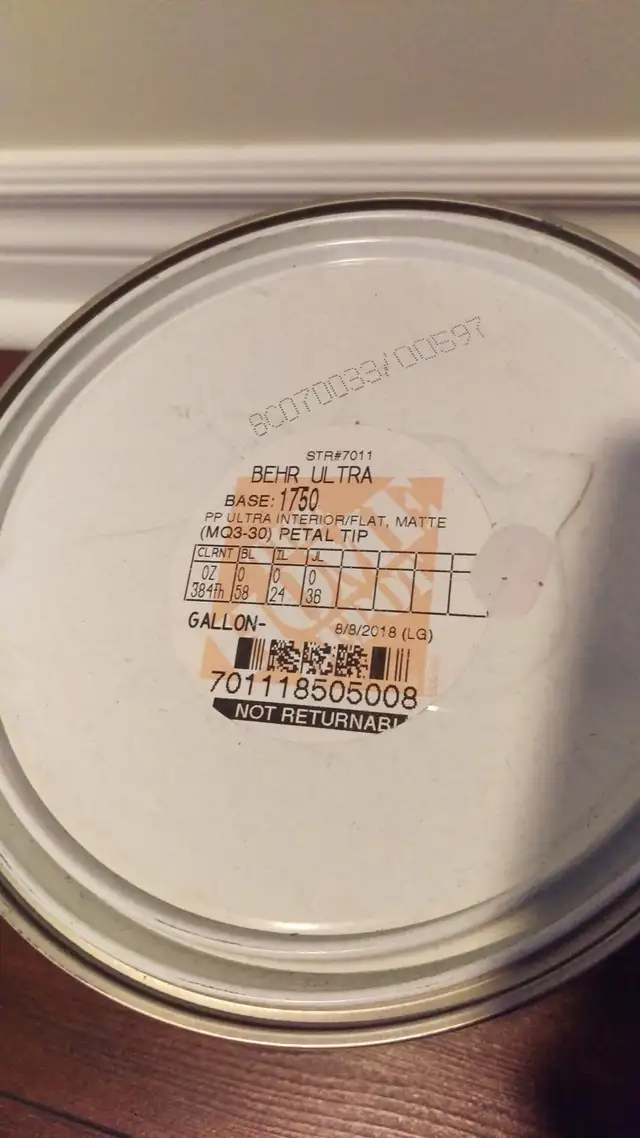 8C070033/00597
STR#7011
BEHR ULTRA
BASE: 1750
PP ULTRA INTERIOR/FLAT, MATTE
(MQ3-30) PETAL TIP
CLRNT BL IL JL
OZ 0 0 0
384th 58 24 36
GALLON- 8/8/2018 (LG)
701118505008
NOT RETURNABL